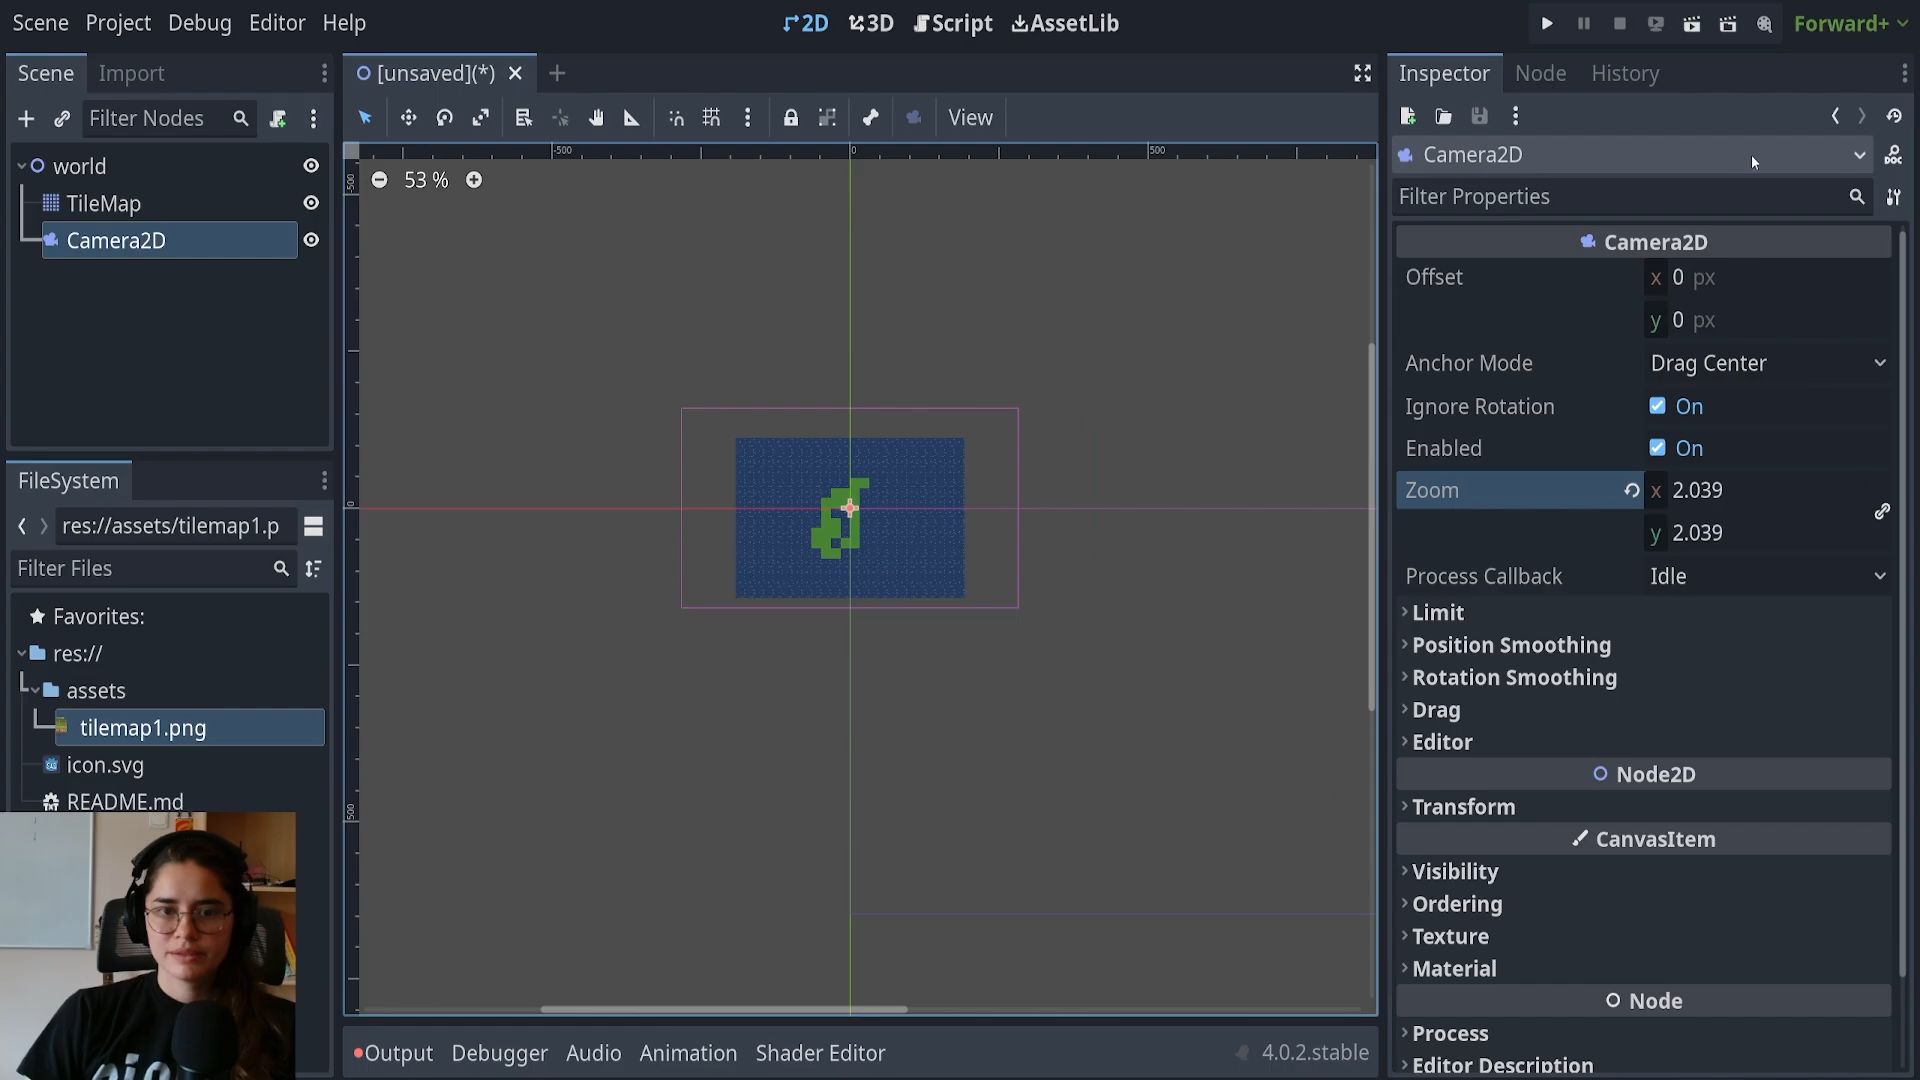 Scene Project Debug Editor Help
2D 3D Script AssetLib
Forward+
Scene Import
Filter Nodes
world
TileMap
Camera2D
FileSystem
res://assets/tilemap1.p
Filter Files
Favorites:
res://
assets
tilemap1.png
icon.svg
README.md
[unsaved](*)
View
-500 0 500
-500
0
500
53 %
Output Debugger Audio Animation Shader Editor
4.0.2.stable
Inspector Node History
Camera2D
Filter Properties
Camera2D
Offset x 0 px
y 0 px
Anchor Mode Drag Center
Ignore Rotation On
Enabled On
Zoom x 2.039
y 2.039
Process Callback Idle
Limit
Position Smoothing
Rotation Smoothing
Drag
Editor
Node2D
Transform
CanvasItem
Visibility
Ordering
Texture
Material
Node
Process
Editor Description